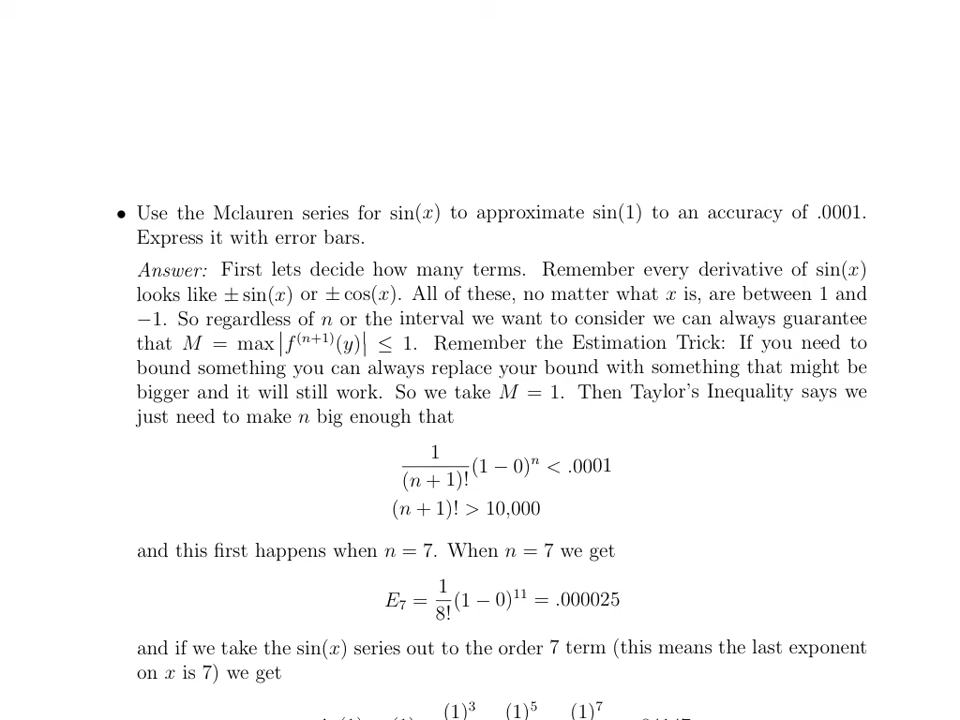 • Use the Mclauren series for sin(x) to approximate sin(1) to an accuracy of .0001.
Express it with error bars.
Answer: First lets decide how many terms. Remember every derivative of sin(x)
looks like ± sin(x) or ± cos(x). All of these, no matter what x is, are between 1 and
−1. So regardless of n or the interval we want to consider we can always guarantee
that M = max |f^(n+1)(y)| ≤ 1. Remember the Estimation Trick: If you need to
bound something you can always replace your bound with something that might be
bigger and it will still work. So we take M = 1. Then Taylor's Inequality says we
just need to make n big enough that
1/(n + 1)! (1 − 0)^n < .0001
(n + 1)! > 10,000
and this first happens when n = 7. When n = 7 we get
E₇ = 1/8! (1 − 0)^11 = .000025
and if we take the sin(x) series out to the order 7 term (this means the last exponent
on x is 7) we get
(1)^3 (1)^5 (1)^7